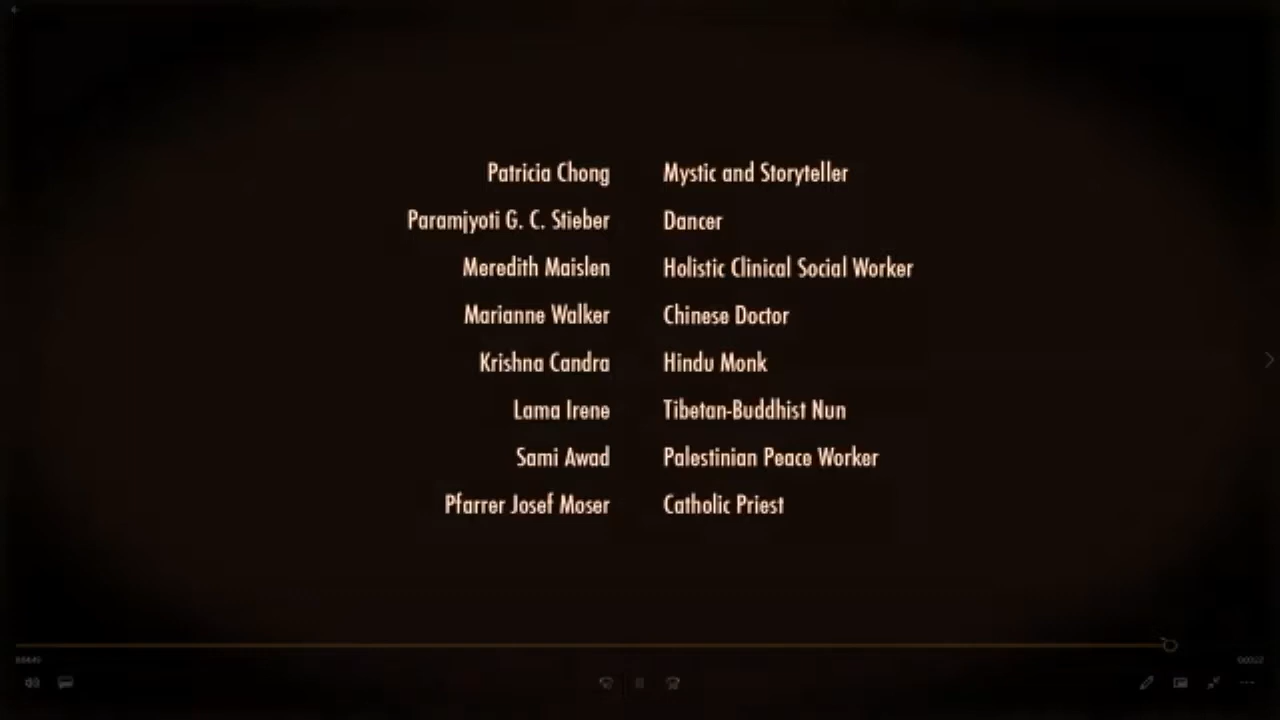 Patricia Chong Mystic and Storyteller
Paramjyoti G. C. Stieber Dancer
Meredith Maislen Holistic Clinical Social Worker
Marianne Walker Chinese Doctor
Krishna Candra Hindu Monk
Lama Irene Tibetan-Buddhist Nun
Sami Awad Palestinian Peace Worker
Pfarrer Josef Moser Catholic Priest